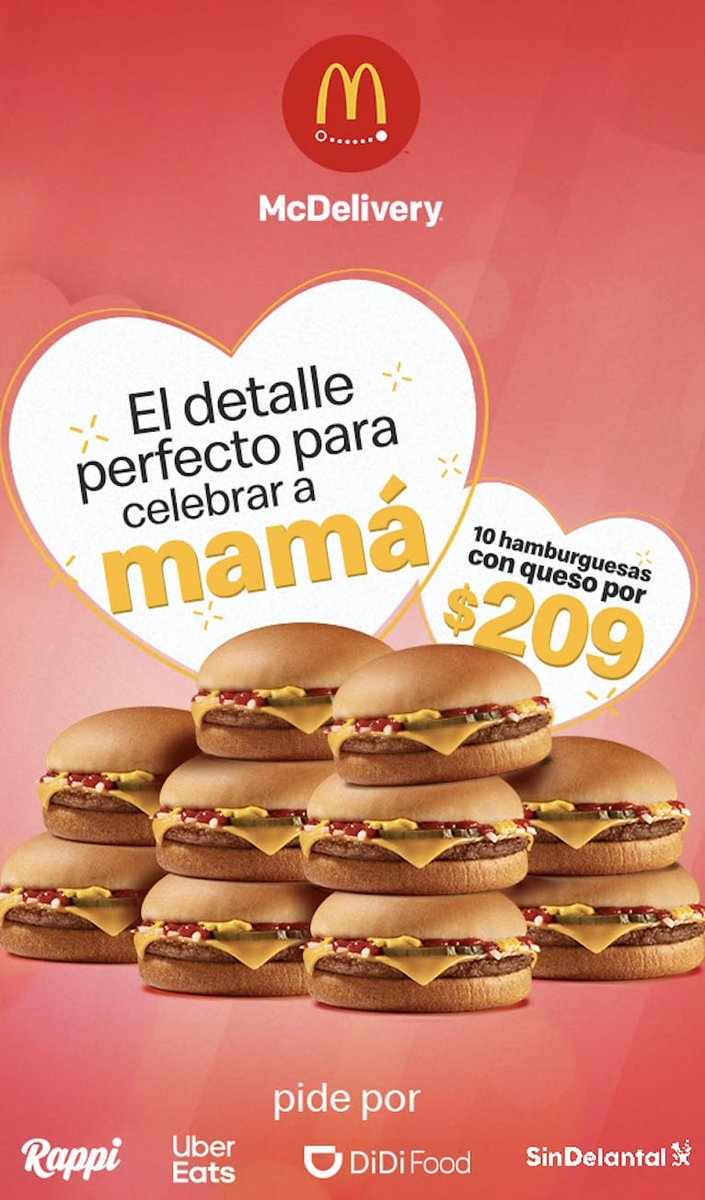 McDelivery
El detalle
perfecto para
celebrar a
mamá
10 hamburguesas
con queso por
$209
pide por
Rappi
Uber
Eats
DiDi Food
SinDelantal